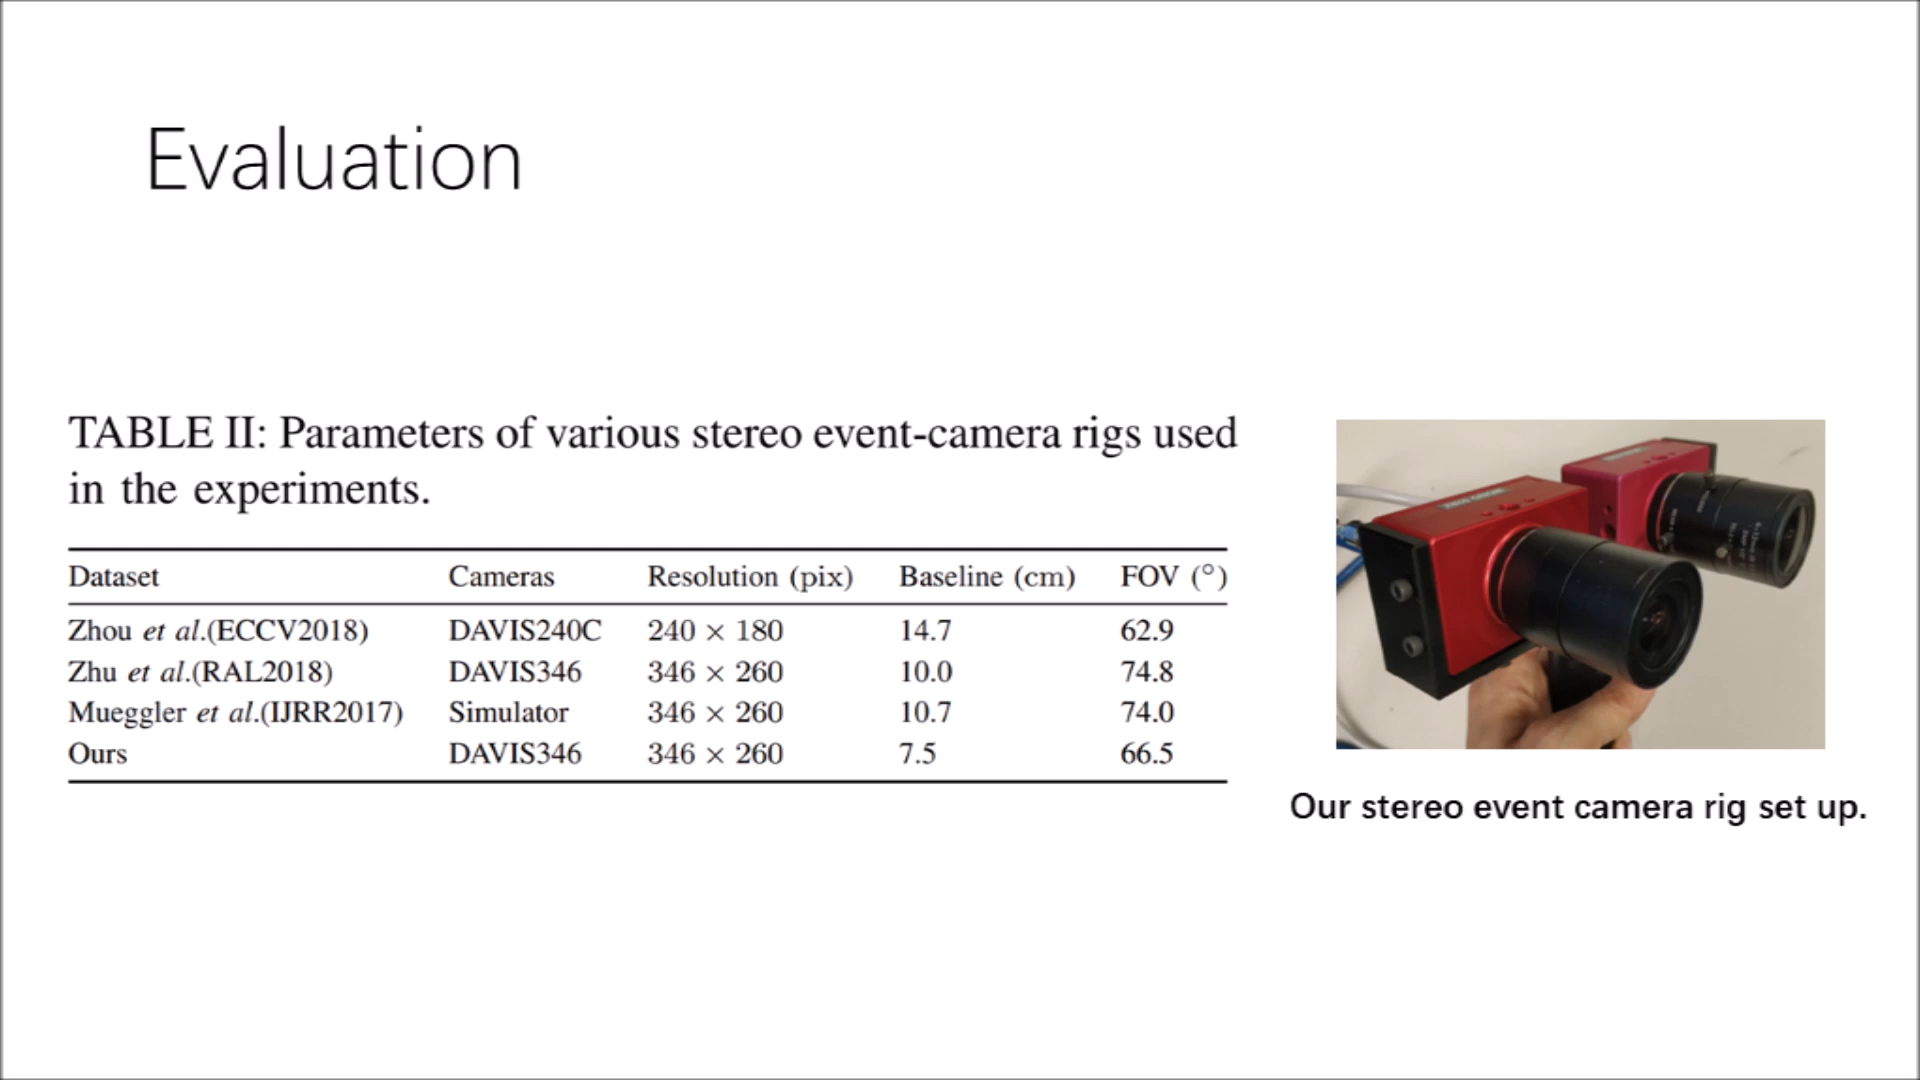 Evaluation
TABLE II: Parameters of various stereo event-camera rigs used
in the experiments.
Dataset Cameras Resolution (pix) Baseline (cm) FOV (°)
Zhou et al.(ECCV2018) DAVIS240C 240 × 180 14.7 62.9
Zhu et al.(RAL2018) DAVIS346 346 × 260 10.0 74.8
Mueggler et al.(IJRR2017) Simulator 346 × 260 10.7 74.0
Ours DAVIS346 346 × 260 7.5 66.5
Our stereo event camera rig set up.